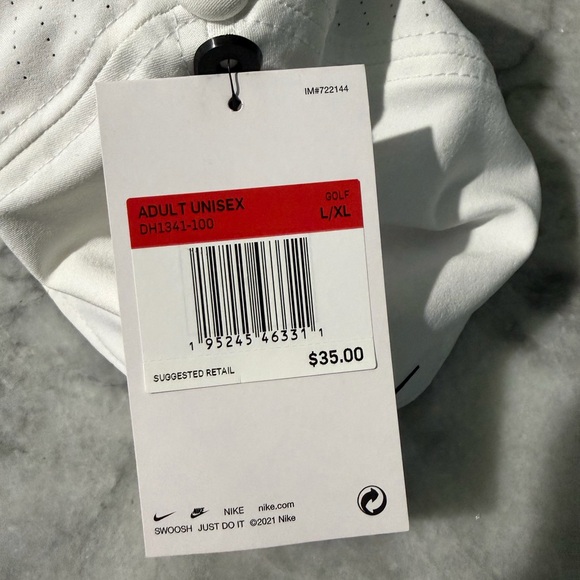 IM#722144
ADULT UNISEX GOLF
DH1341-100 L/XL
1 95245 46331 1
$35.00
SUGGESTED RETAIL
NIKE nike.com
SWOOSH JUST DO IT ©2021 Nike